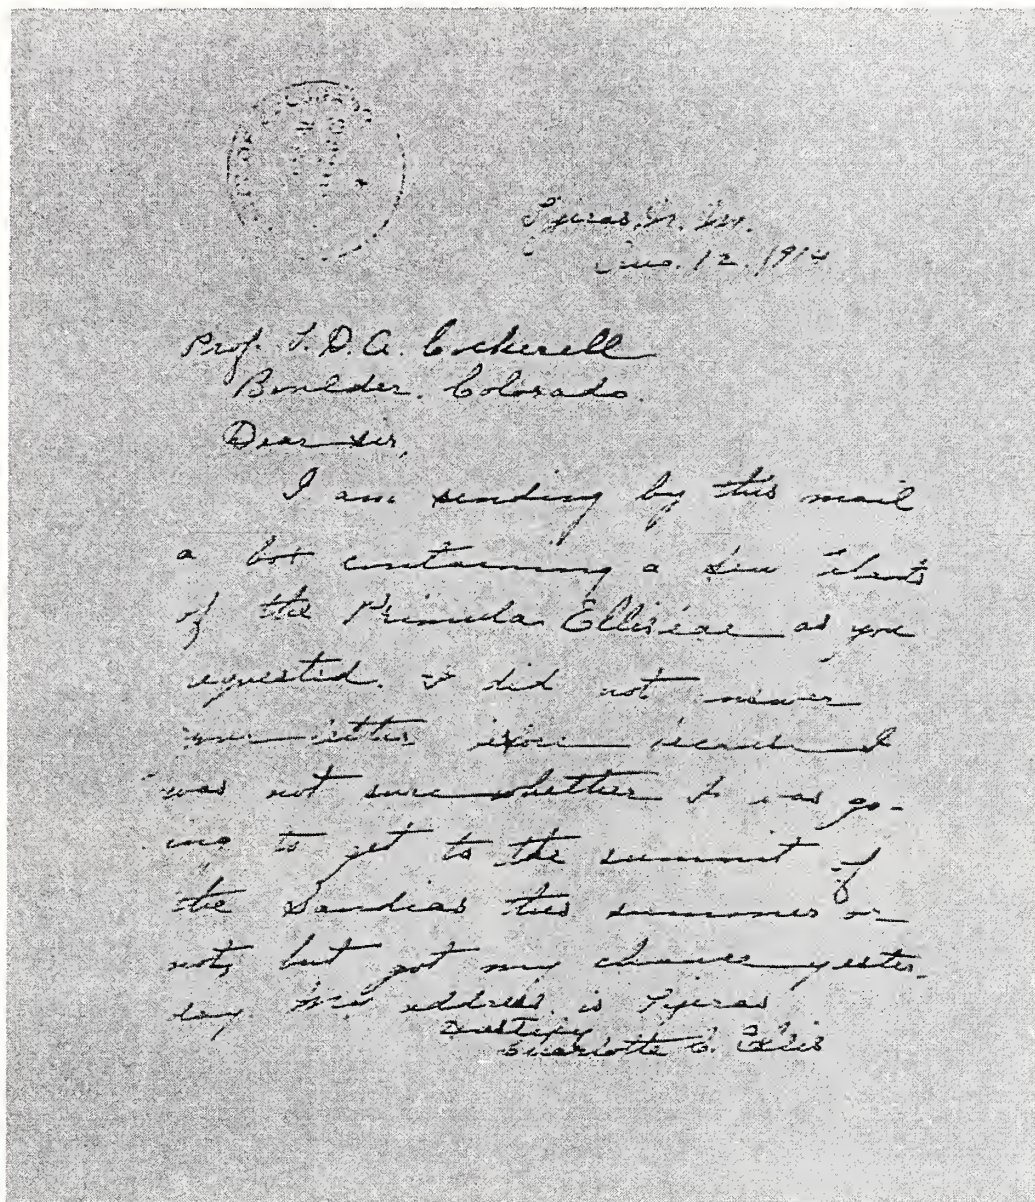 Tijeras, N. M.
Aug. 12, 1914
Prof. T. D. A. Cockerell
Boulder, Colorado.
Dear Sir,
I am sending by this mail
a box containing a few plants
of the Primula Ellisiae as you
requested. I did not answer
your letter before because I
was not sure whether I was go-
ing to get to the summit of
the Sandias this summer or
not, but got my chance yester-
day. My address is Tijeras
Charlotte C. Ellis